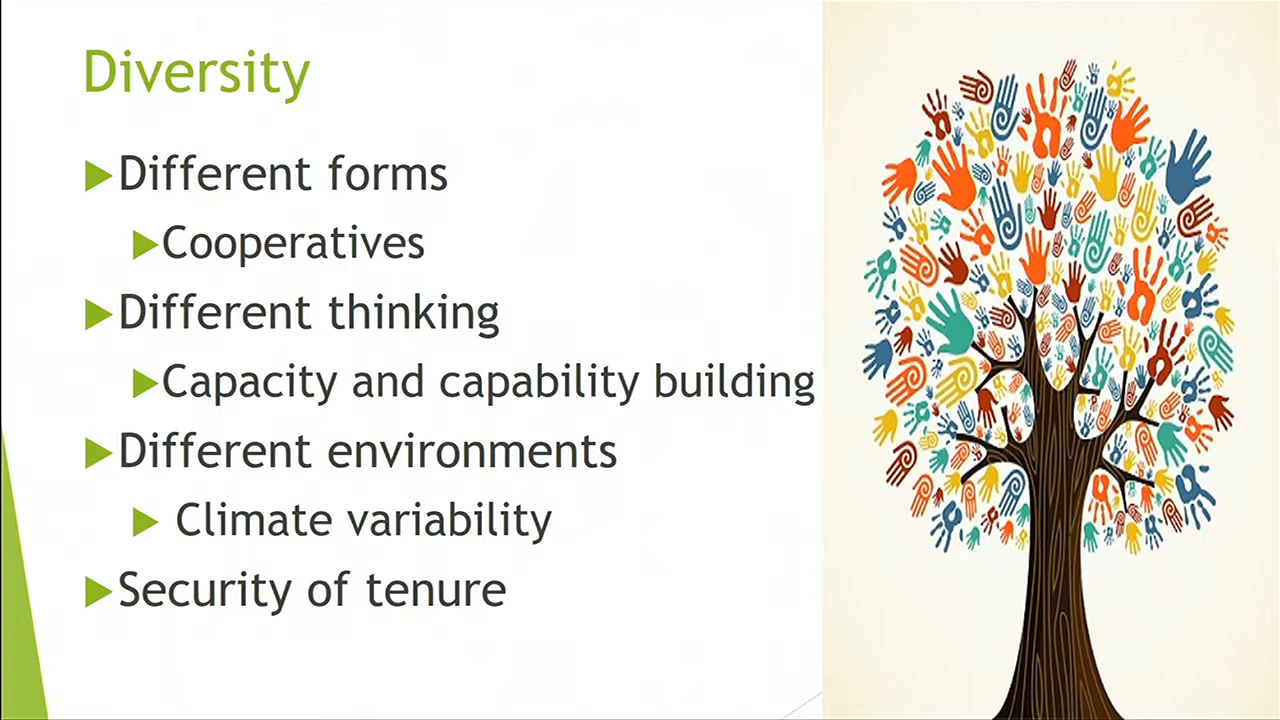 Diversity
Different forms
Cooperatives
Different thinking
Capacity and capability building
Different environments
Climate variability
Security of tenure